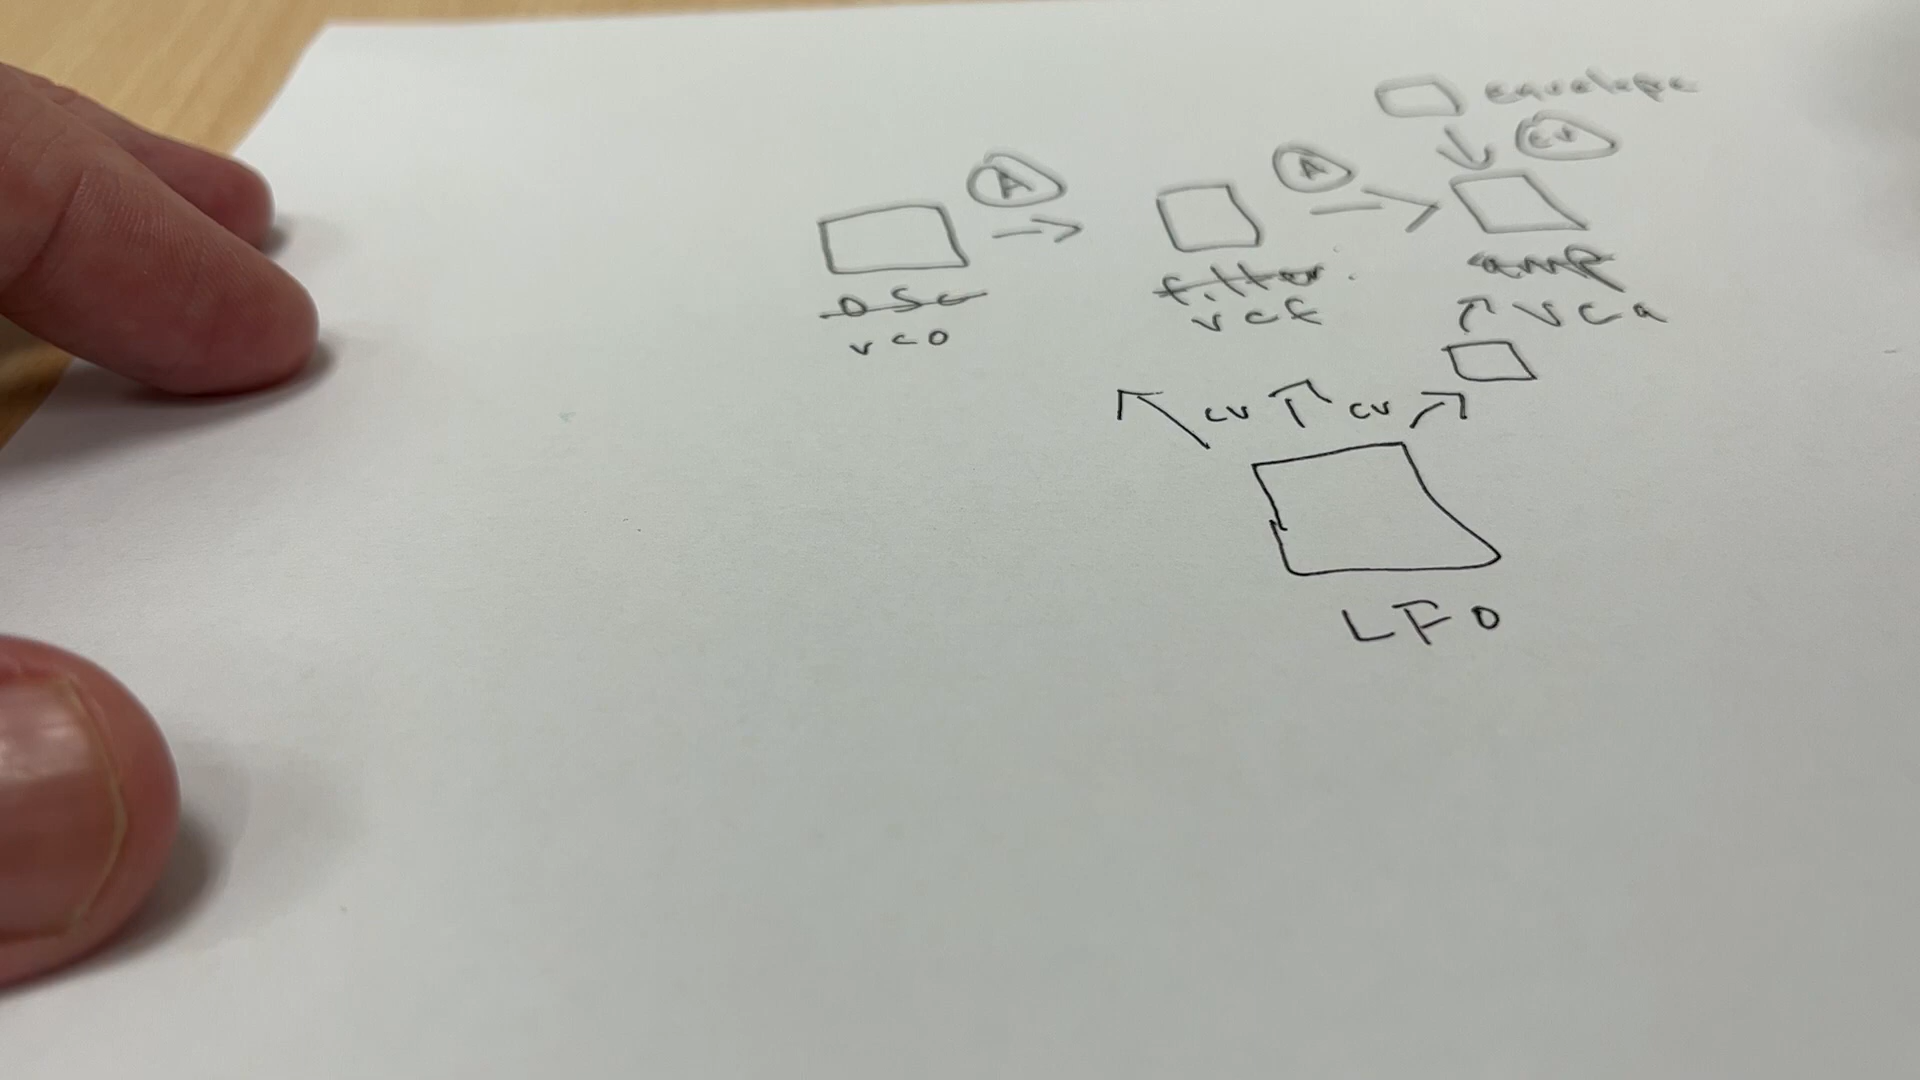 envelope
A
A
cv
osc
filter
amp
vco
vcf
vca
cv
cv
LFO